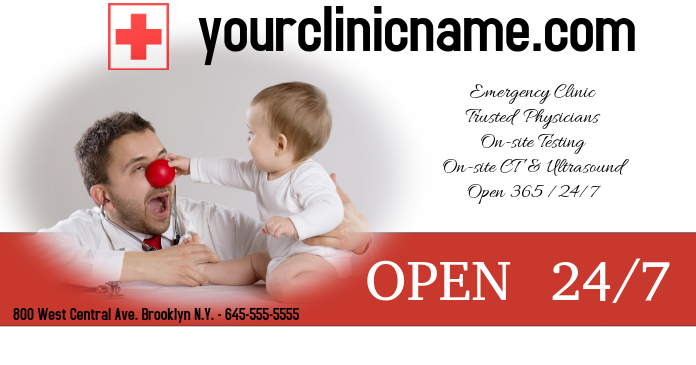 yourclinicname.com
Emergency Clinic
Trusted Physicians
On-site Testing
On-site CT & Ultrasound
Open 365 / 24/7
OPEN 24/7
800 West Central Ave. Brooklyn N.Y. - 645-555-5555